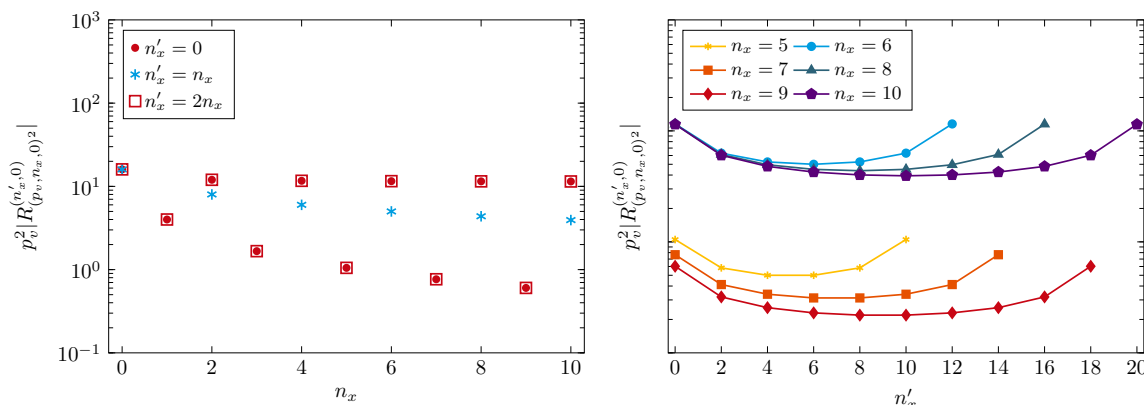 10^3
10^2
10^1
10^0
10^−1
p_v^2|R_{(p_v,n_x,0)^2}^{(n'_x,0)}|
n'_x = 0
n'_x = n_x
n'_x = 2n_x
0 2 4 6 8 10
n_x
p_v^2|R_{(p_v,n_x,0)^2}^{(n'_x,0)}|
n_x = 5 n_x = 6
n_x = 7 n_x = 8
n_x = 9 n_x = 10
0 2 4 6 8 10 12 14 16 18 20
n'_x